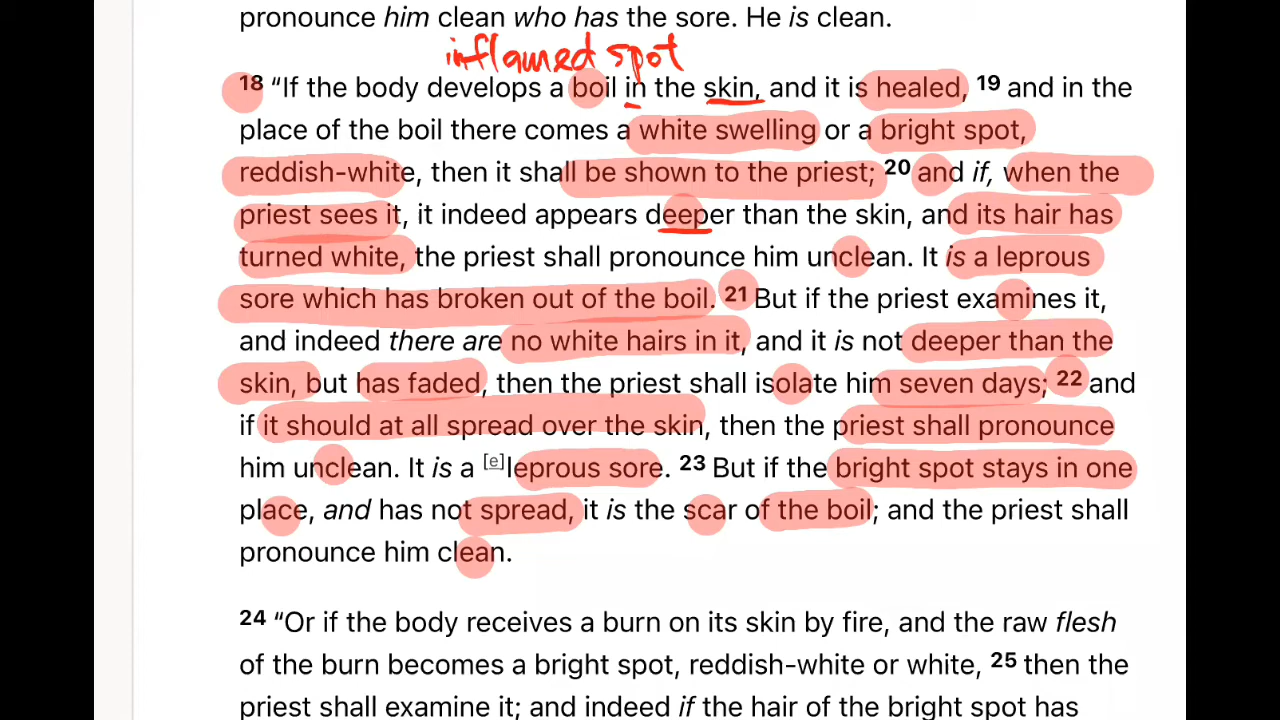 pronounce him clean who has the sore. He is clean.
inflamed spot
18 “If the body develops a boil in the skin, and it is healed, 19 and in the
place of the boil there comes a white swelling or a bright spot,
reddish-white, then it shall be shown to the priest; 20 and if, when the
priest sees it, it indeed appears deeper than the skin, and its hair has
turned white, the priest shall pronounce him unclean. It is a leprous
sore which has broken out of the boil. 21 But if the priest examines it,
and indeed there are no white hairs in it, and it is not deeper than the
skin, but has faded, then the priest shall isolate him seven days; 22 and
if it should at all spread over the skin, then the priest shall pronounce
him unclean. It is a [e]leprous sore. 23 But if the bright spot stays in one
place, and has not spread, it is the scar of the boil; and the priest shall
pronounce him clean.
24 “Or if the body receives a burn on its skin by fire, and the raw flesh
of the burn becomes a bright spot, reddish-white or white, 25 then the
priest shall examine it; and indeed if the hair of the bright spot has